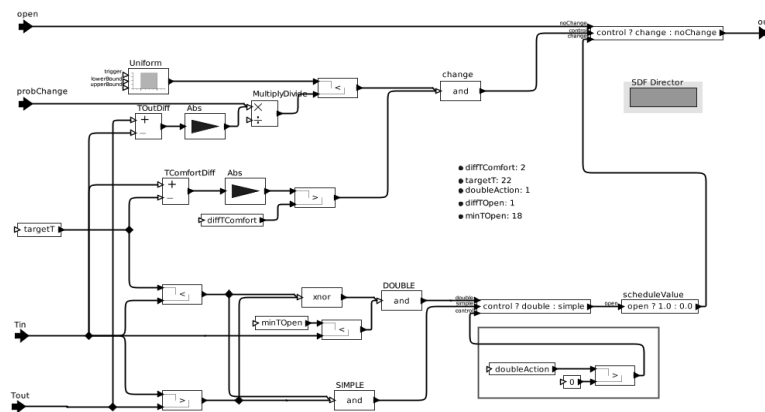 open
noChange
control
change
control ? change : noChange
ou
Uniform
trigger
lowerBound
upperBound
SDF Director
change
and
<
probChange
MultiplyDivide
×
÷
TOutDiff
Abs
+
−
TComfortDiff
Abs
+
−
>
diffTComfort
diffTComfort: 2
targetT: 22
doubleAction: 1
diffTOpen: 1
minTOpen: 18
targetT
<
xnor
DOUBLE
and
double
simple
control
control ? double : simple
scheduleValue
open
open ? 1.0 : 0.0
minTOpen
<
Tin
doubleAction
0
>
SIMPLE
and
>
Tout